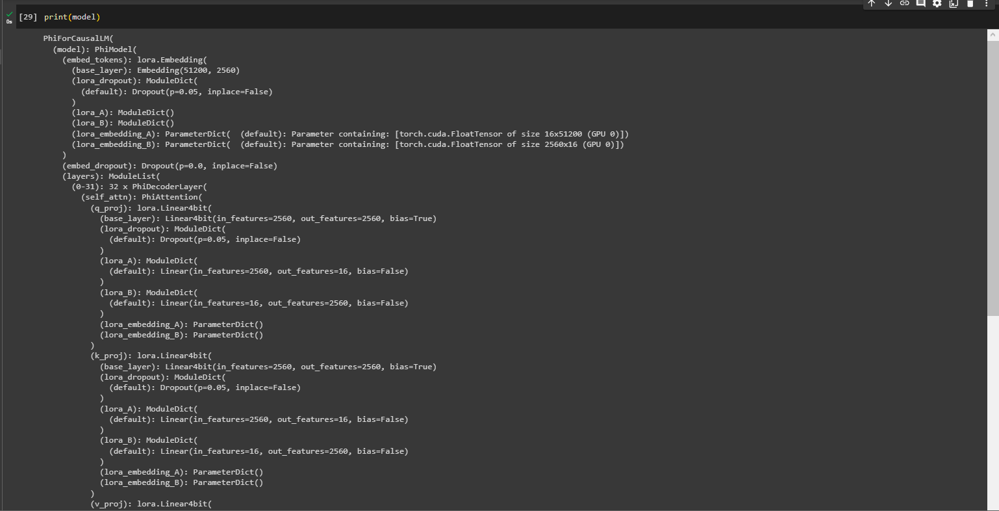 [29] print(model)
0s
PhiForCausalLM(
  (model): PhiModel(
    (embed_tokens): lora.Embedding(
      (base_layer): Embedding(51200, 2560)
      (lora_dropout): ModuleDict(
        (default): Dropout(p=0.05, inplace=False)
      )
      (lora_A): ModuleDict()
      (lora_B): ModuleDict()
      (lora_embedding_A): ParameterDict(  (default): Parameter containing: [torch.cuda.FloatTensor of size 16x51200 (GPU 0)])
      (lora_embedding_B): ParameterDict(  (default): Parameter containing: [torch.cuda.FloatTensor of size 2560x16 (GPU 0)])
    )
    (embed_dropout): Dropout(p=0.0, inplace=False)
    (layers): ModuleList(
      (0-31): 32 x PhiDecoderLayer(
        (self_attn): PhiAttention(
          (q_proj): lora.Linear4bit(
            (base_layer): Linear4bit(in_features=2560, out_features=2560, bias=True)
            (lora_dropout): ModuleDict(
              (default): Dropout(p=0.05, inplace=False)
            )
            (lora_A): ModuleDict(
              (default): Linear(in_features=2560, out_features=16, bias=False)
            )
            (lora_B): ModuleDict(
              (default): Linear(in_features=16, out_features=2560, bias=False)
            )
            (lora_embedding_A): ParameterDict()
            (lora_embedding_B): ParameterDict()
          )
          (k_proj): lora.Linear4bit(
            (base_layer): Linear4bit(in_features=2560, out_features=2560, bias=True)
            (lora_dropout): ModuleDict(
              (default): Dropout(p=0.05, inplace=False)
            )
            (lora_A): ModuleDict(
              (default): Linear(in_features=2560, out_features=16, bias=False)
            )
            (lora_B): ModuleDict(
              (default): Linear(in_features=16, out_features=2560, bias=False)
            )
            (lora_embedding_A): ParameterDict()
            (lora_embedding_B): ParameterDict()
          )
          (v_proj): lora.Linear4bit(